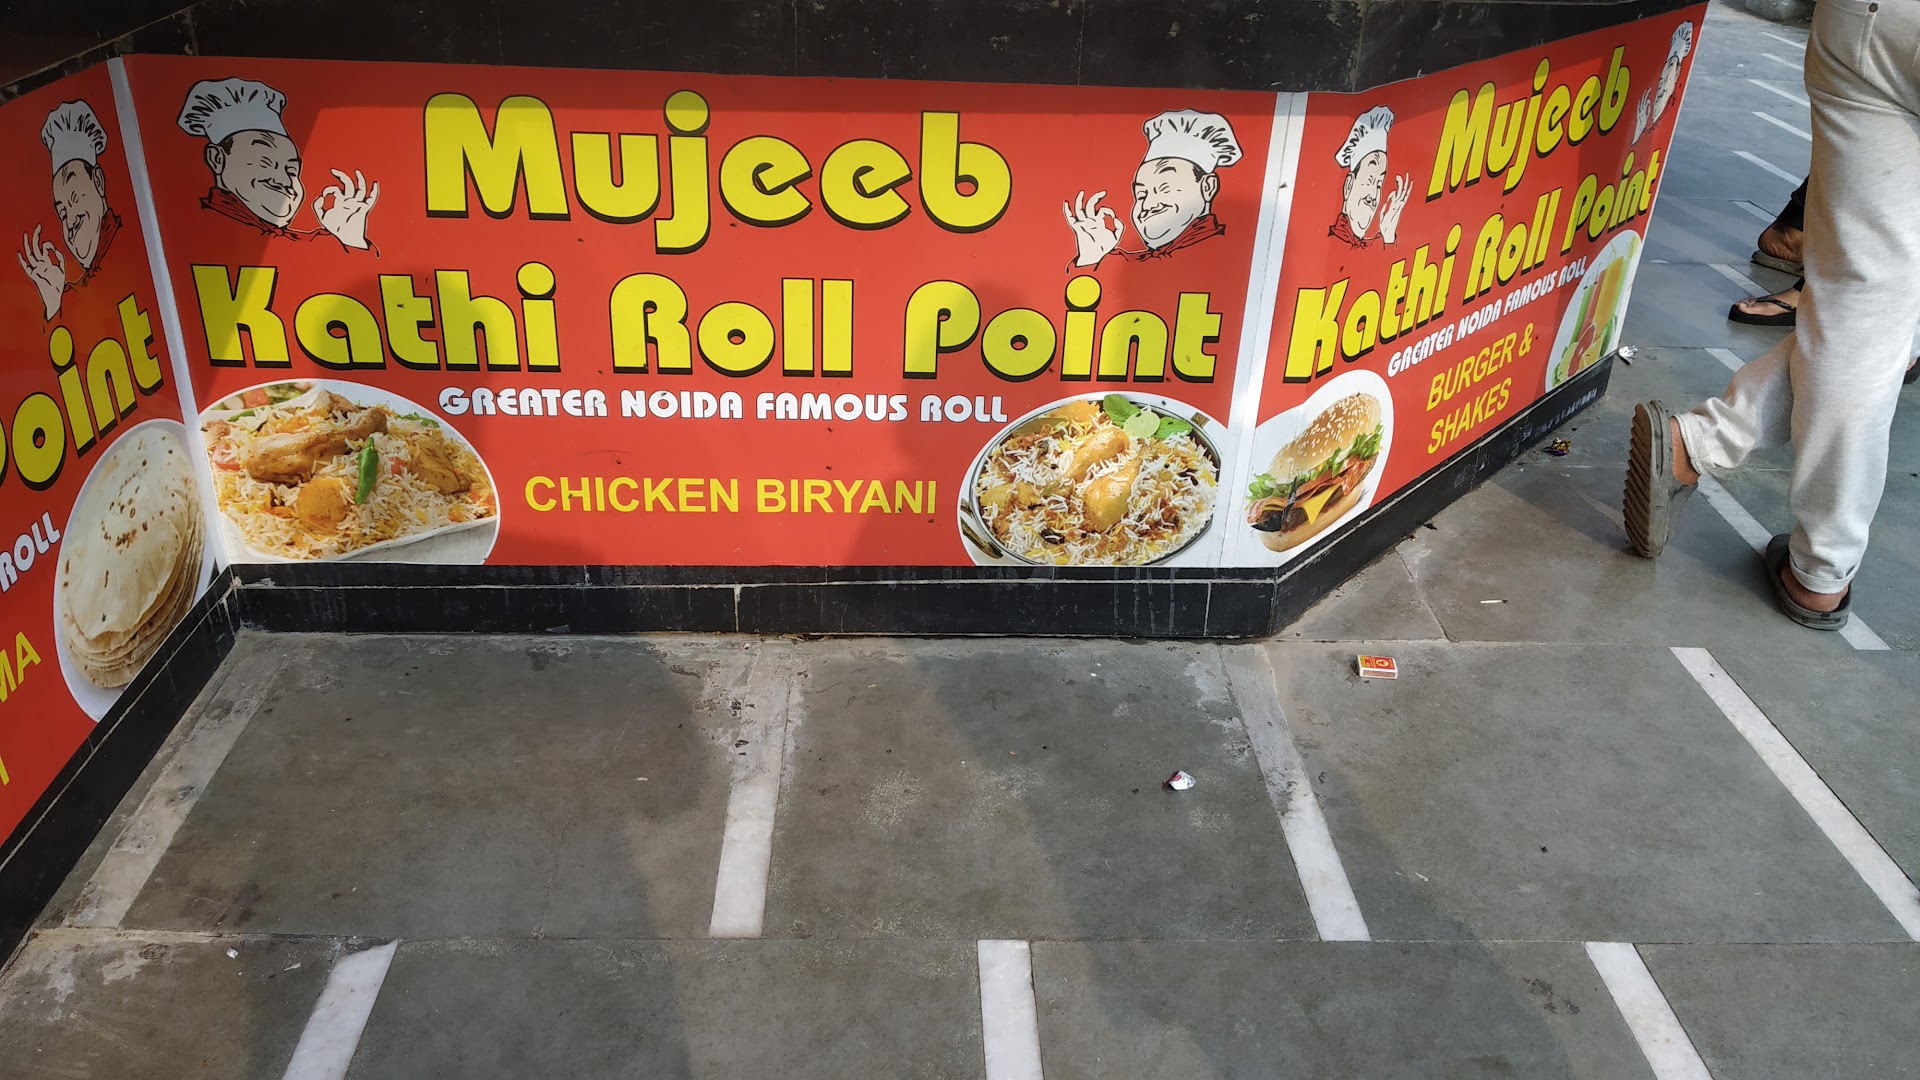 Point
ROLL
Mujeeb
Kathi Roll Point
GREATER NOIDA FAMOUS ROLL
CHICKEN BIRYANI
Mujeeb
Kathi Roll Point
GREATER NOIDA FAMOUS ROLL
BURGER &
SHAKES